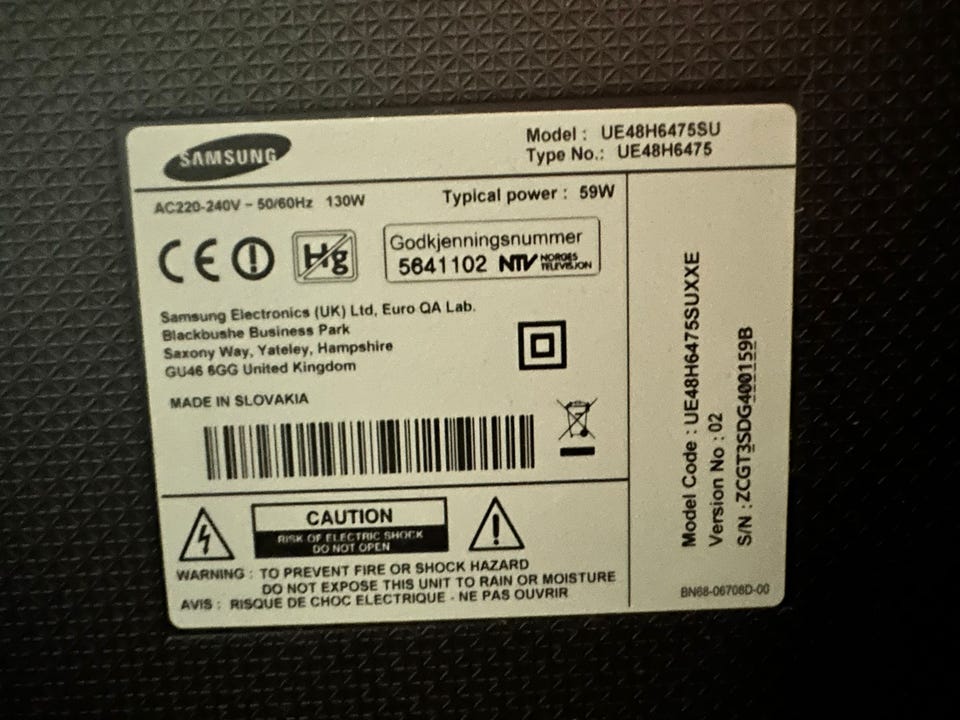 SAMSUNG
Model : UE48H6475SU
Type No.: UE48H6475
AC220-240V ~ 50/60Hz 130W
Typical power : 59W
CE
Hg
Godkjenningsnummer
5641102 NTV NORGES TELEVISION
Samsung Electronics (UK) Ltd, Euro QA Lab.
Blackbushe Business Park
Saxony Way, Yateley, Hampshire
GU46 6GG United Kingdom
MADE IN SLOVAKIA
CAUTION
RISK OF ELECTRIC SHOCK
DO NOT OPEN
WARNING : TO PREVENT FIRE OR SHOCK HAZARD
DO NOT EXPOSE THIS UNIT TO RAIN OR MOISTURE
AVIS : RISQUE DE CHOC ELECTRIQUE - NE PAS OUVRIR
Model Code : UE48H6475SUXXE
Version No : 02
S/N : ZCGT3SDG400159B
BN68-06708D-00